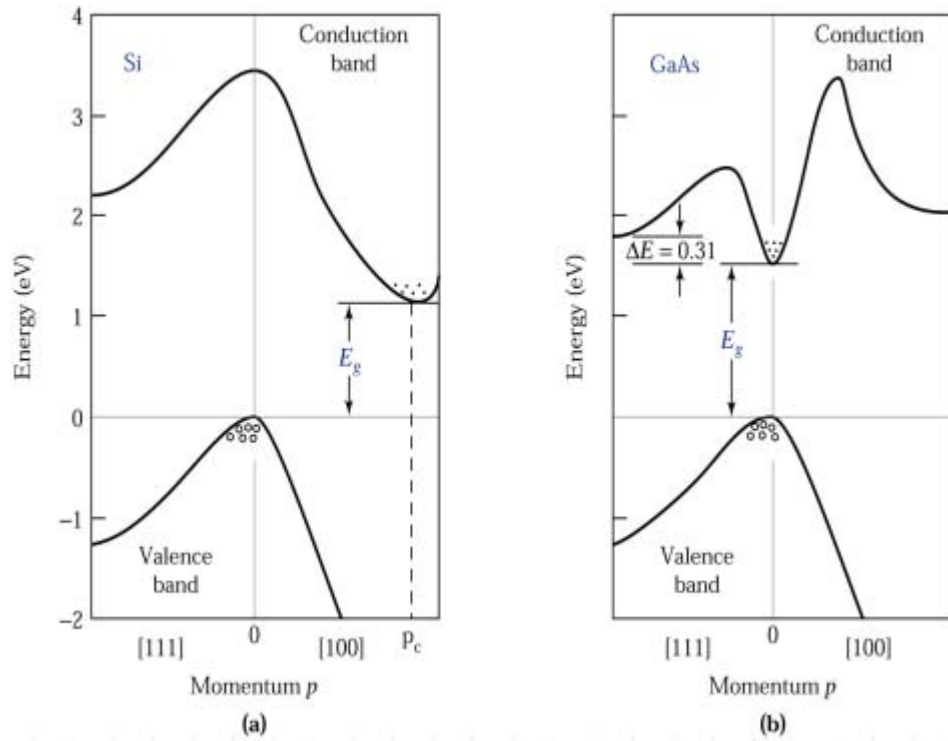 Si
Conduction
band
4
3
2
1
0
−1
−2
Energy (eV)
E_g
Valence
band
[111]
0
[100]
p_c
Momentum p
(a)
GaAs
Conduction
band
ΔE = 0.31
Energy (eV)
E_g
Valence
band
[111]
0
[100]
Momentum p
(b)